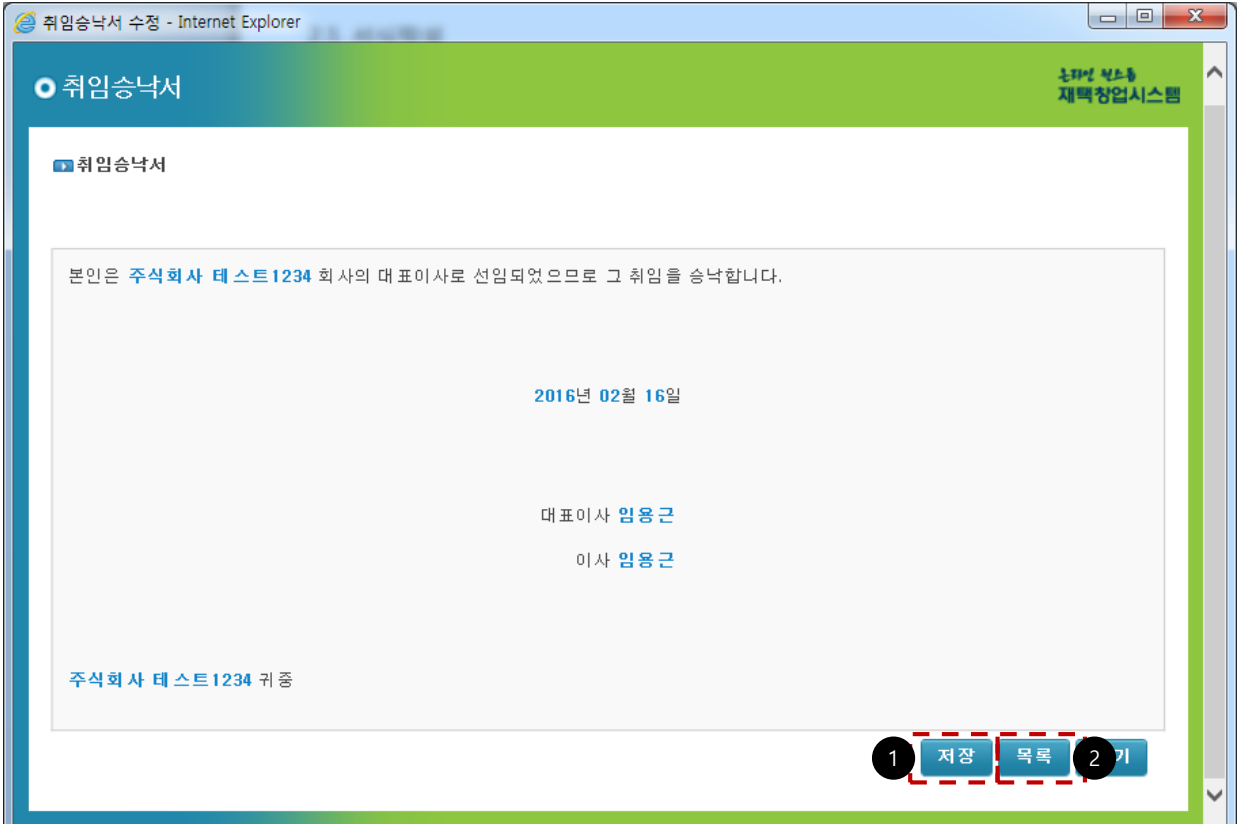 취임승낙서 수정 - Internet Explorer
취임승낙서
온라인 원스톱
재택창업시스템
취임승낙서
본인은 주식회사 테스트1234 회사의 대표이사로 선임되었으므로 그 취임을 승낙합니다.
2016년 02월 16일
대표이사 임용근
이사 임용근
주식회사 테스트1234 귀중
1 저장 목록 2 기